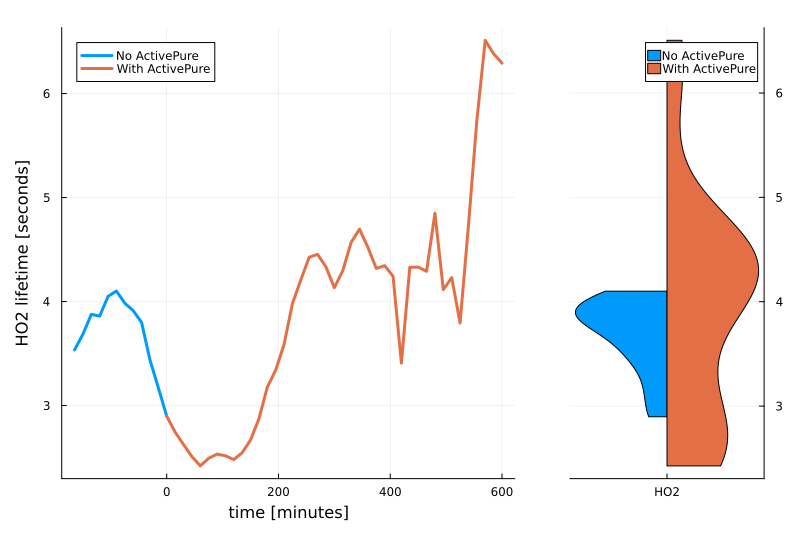 No ActivePure
With ActivePure
6
5
4
3
HO2 lifetime [seconds]
0
200
400
600
time [minutes]
No ActivePure
With ActivePure
6
5
4
3
HO2